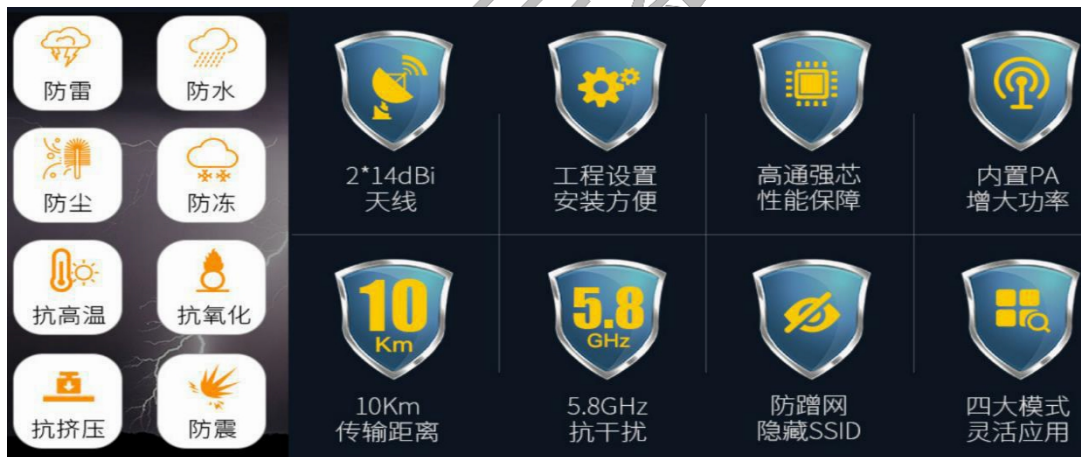 防雷
防水
防尘
防冻
抗高温
抗氧化
抗挤压
防震
2*14dBi
天线
工程设置
安装方便
高通强芯
性能保障
内置PA
增大功率
10
Km
10Km
传输距离
5.8
GHz
5.8GHz
抗干扰
防蹭网
隐藏SSID
四大模式
灵活应用